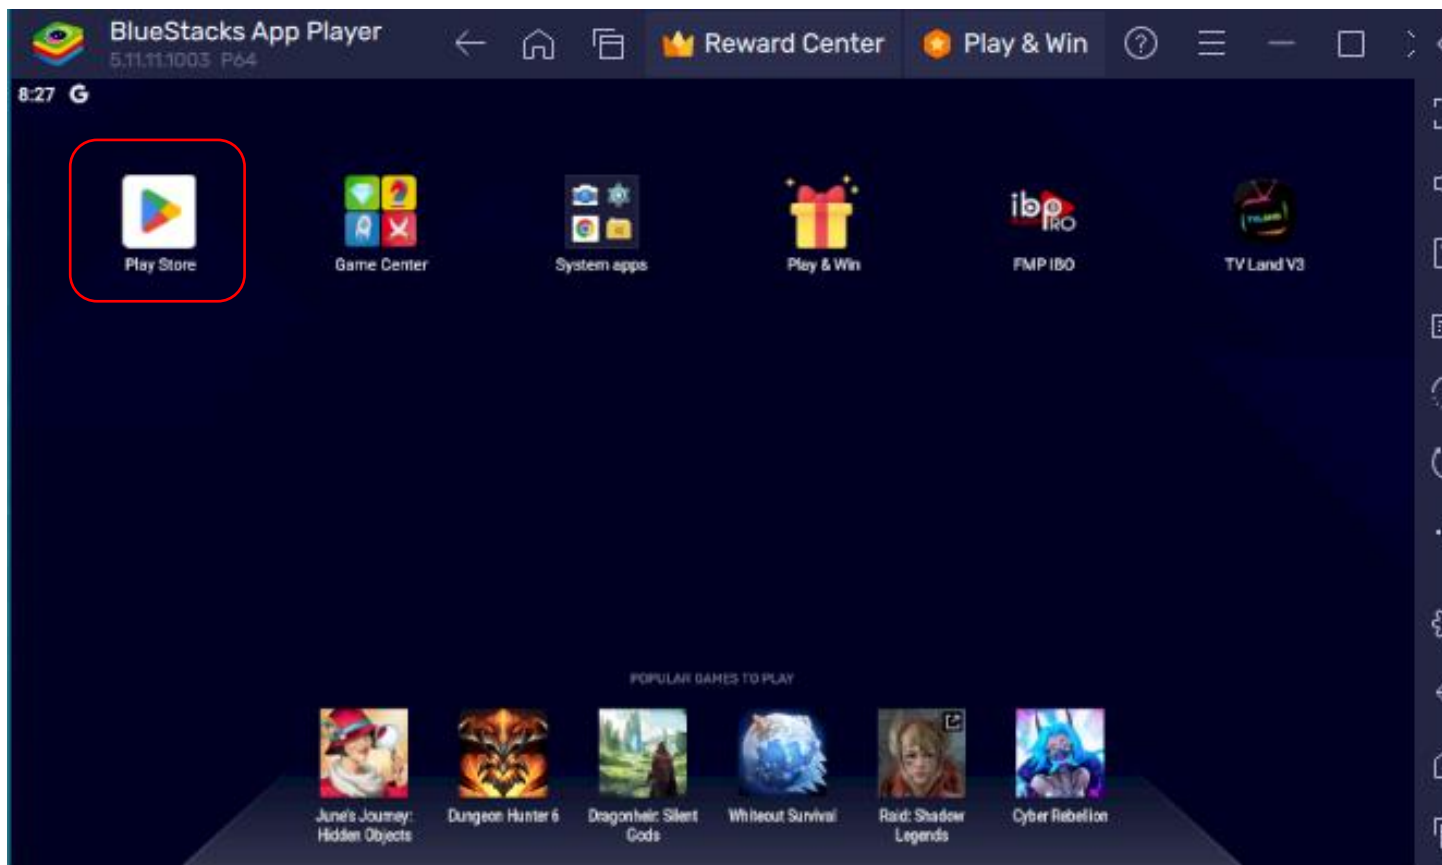 BlueStacks App Player
5.11.11.1003 P64
Reward Center
Play & Win
8:27 G
Play Store
Game Center
System apps
Play & Win
ibp
PRO
FMP IBO
TV Land V3
POPULAR GAMES TO PLAY
June's Journey:
Hidden Objects
Dungeon Hunter 6
Dragonheir: Silent
Gods
Whiteout Survival
Raid: Shadow
Legends
Cyber Rebellion